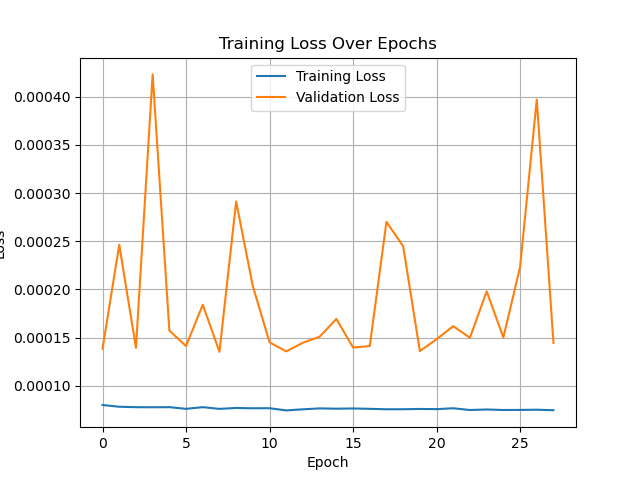 Training Loss Over Epochs
Training Loss
Validation Loss
0.00040
0.00035
0.00030
0.00025
0.00020
0.00015
0.00010
Loss
0 5 10 15 20 25
Epoch